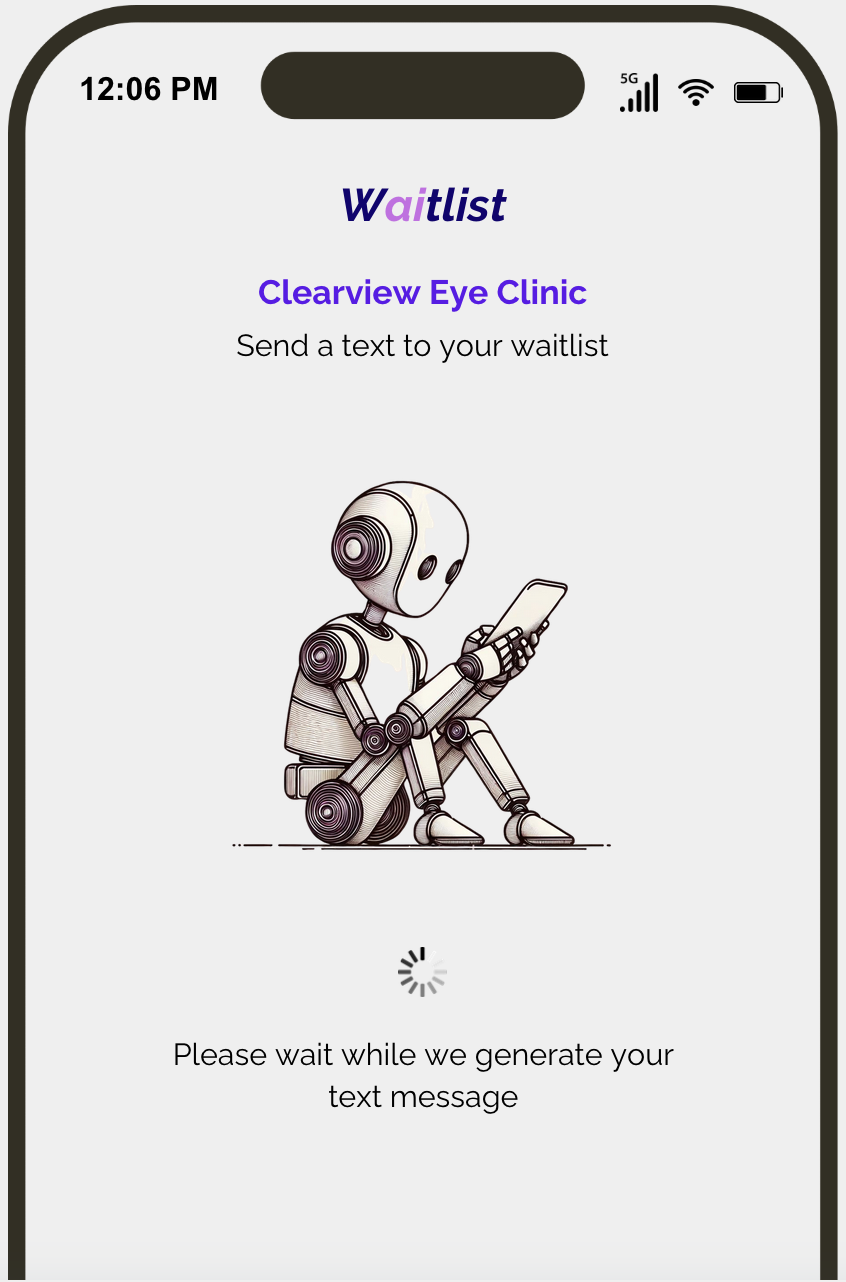 12:06 PM
5G
Waitlist
Clearview Eye Clinic
Send a text to your waitlist
Please wait while we generate your
text message